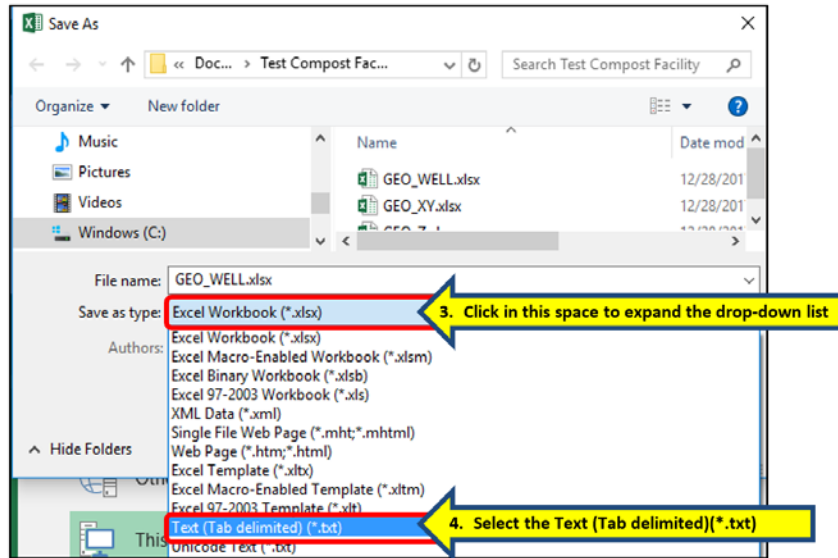 Save As
« Doc... > Test Compost Fac...
Search Test Compost Facility
Organize
New folder
Music
Pictures
Videos
Windows (C:)
Name
Date mod
GEO_WELL.xlsx
12/28/201
GEO_XY.xlsx
12/28/201
File name: GEO_WELL.xlsx
Save as type: Excel Workbook (*.xlsx)
3. Click in this space to expand the drop-down list
Authors:
Excel Workbook (*.xlsx)
Excel Macro-Enabled Workbook (*.xlsm)
Excel Binary Workbook (*.xlsb)
Excel 97-2003 Workbook (*.xls)
XML Data (*.xml)
Single File Web Page (*.mht;*.mhtml)
Web Page (*.htm;*.html)
Excel Template (*.xltx)
Excel Macro-Enabled Template (*.xltm)
Excel 97-2003 Template (*.xlt)
Text (Tab delimited) (*.txt)
Unicode Text (*.txt)
4. Select the Text (Tab delimited)(*.txt)
Hide Folders
This